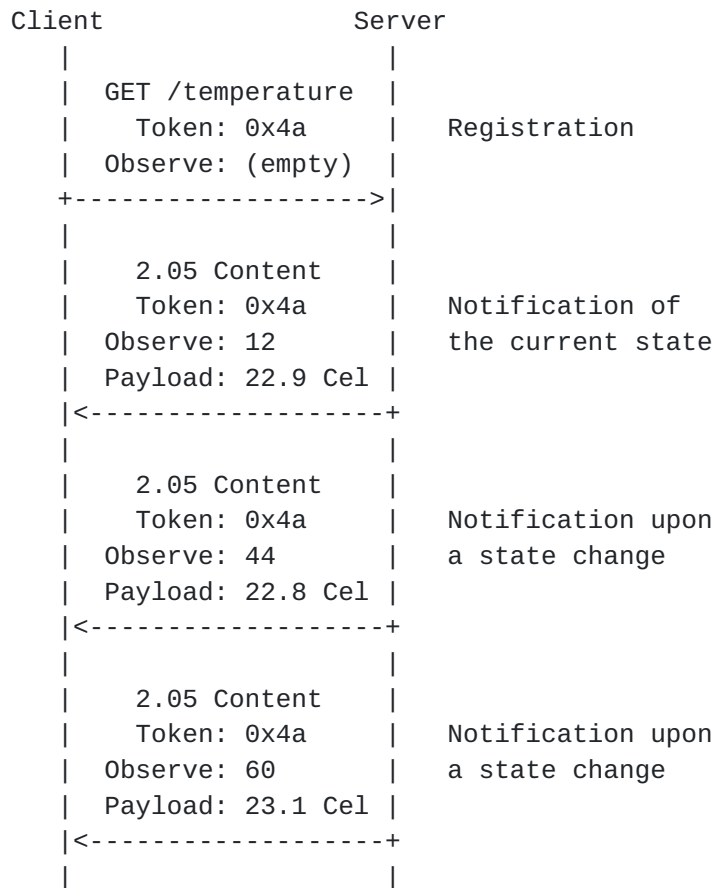 Client Server
GET /temperature
Token: 0x4a Registration
Observe: (empty)
2.05 Content
Token: 0x4a Notification of
Observe: 12 the current state
Payload: 22.9 Cel
2.05 Content
Token: 0x4a Notification upon
Observe: 44 a state change
Payload: 22.8 Cel
2.05 Content
Token: 0x4a Notification upon
Observe: 60 a state change
Payload: 23.1 Cel